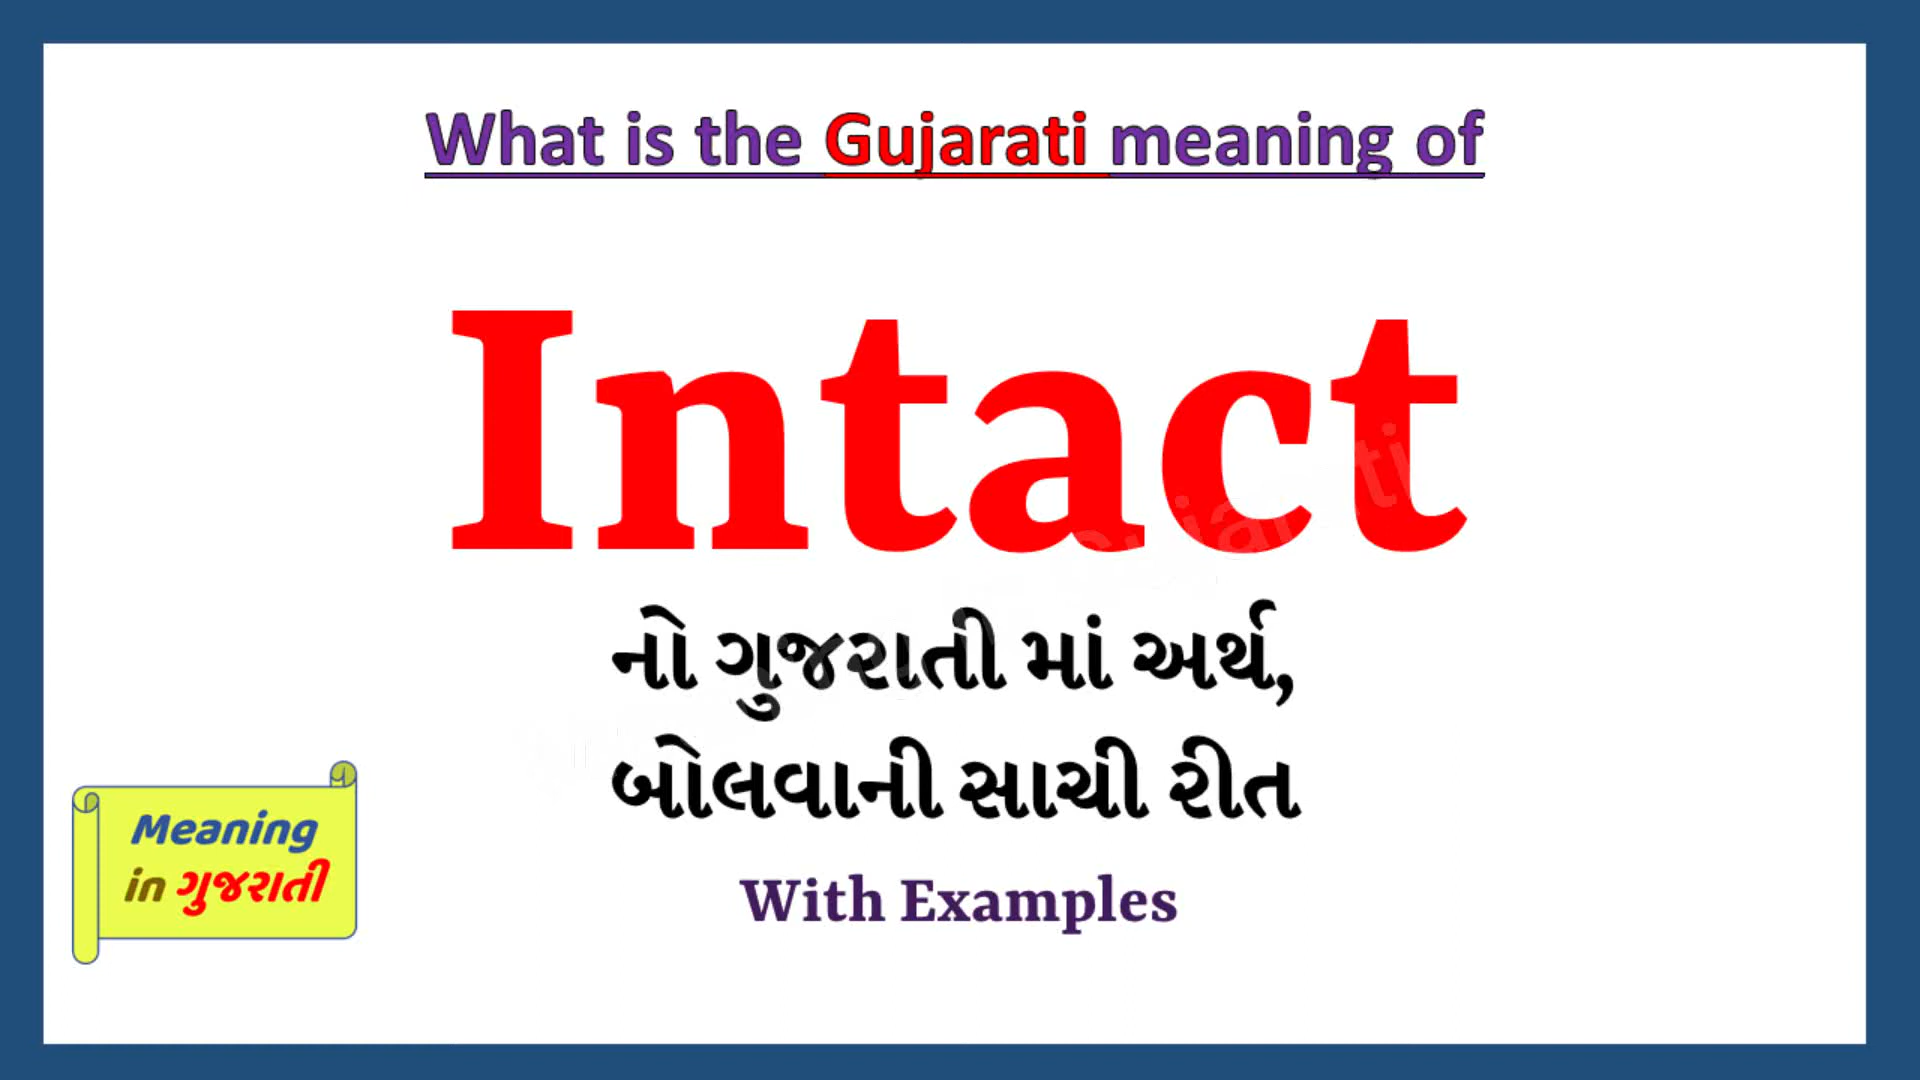 What is the Gujarati meaning of
Intact
નો ગુજરાતી માં અર્થ,
બોલવાની સાચી રીત
Meaning
in ગુજરાતી
With Examples